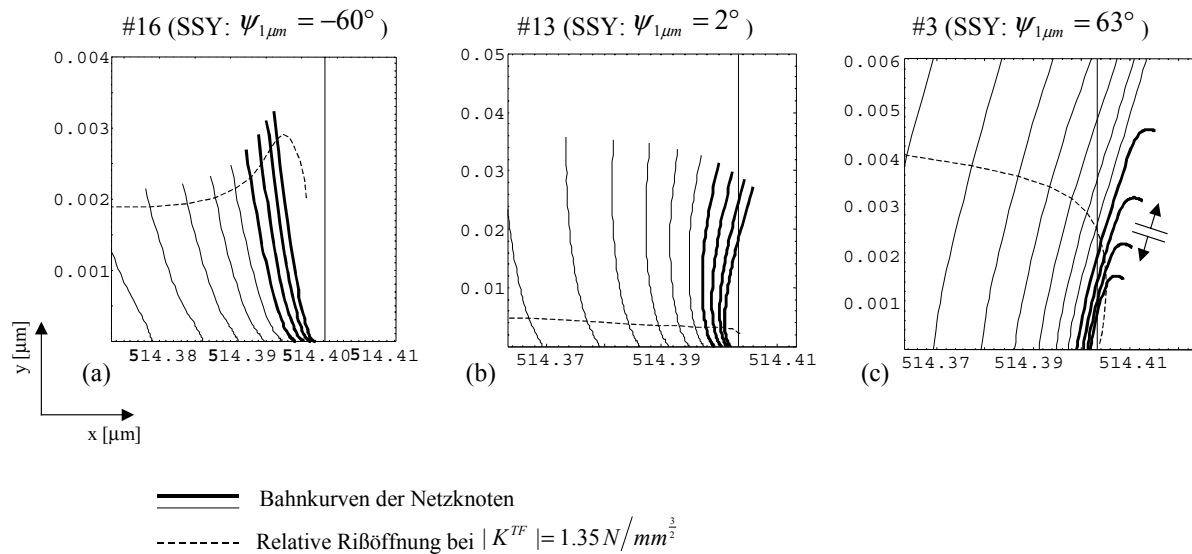 #16 (SSY: ψ1μm = −60° )
#13 (SSY: ψ1μm = 2° )
#3 (SSY: ψ1μm = 63° )
0.004
0.003
0.002
0.001
514.38
514.39
514.40
514.41
(a)
0.05
0.04
0.03
0.02
0.01
514.37
514.39
514.41
(b)
0.006
0.005
0.004
0.003
0.002
0.001
514.37
514.39
514.41
(c)
y [μm]
x [μm]
Bahnkurven der Netzknoten
Relative Rißöffnung bei | K^TF |= 1.35 N/mm^3/2